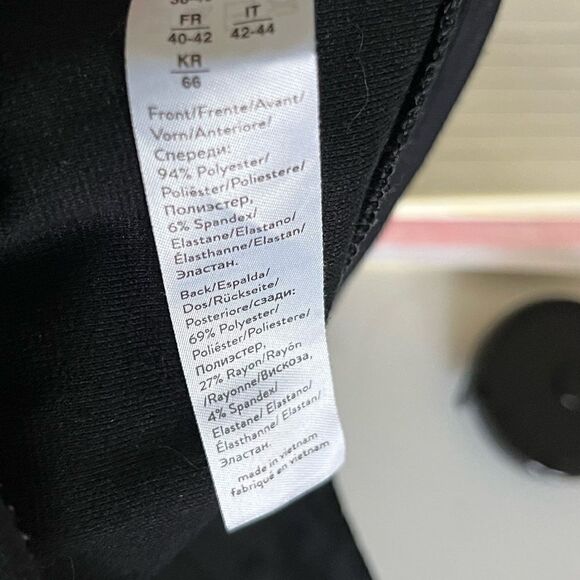 FR
IT
40-42
42-44
KR
66
Front/Frente/Avant/
Vorn/Anteriore/
Спереди:
94% Polyester/
Poliéster/Poliestere/
Полиэстер,
6% Spandex/
Elastane/Elastano/
Élasthanne/Elastan/
Эластан.
Back/Espalda/
Dos/Rückseite/
Posteriore/сзади:
69% Polyester/
Poliéster/Poliestere/
Полиэстер,
27% Rayon/Rayón
/Rayonne/Вискоза,
4% Spandex/
Elastane/ Elastano/
Élasthanne/ Elastan/
Эластан.
made in vietnam
fabriqué en vietnam